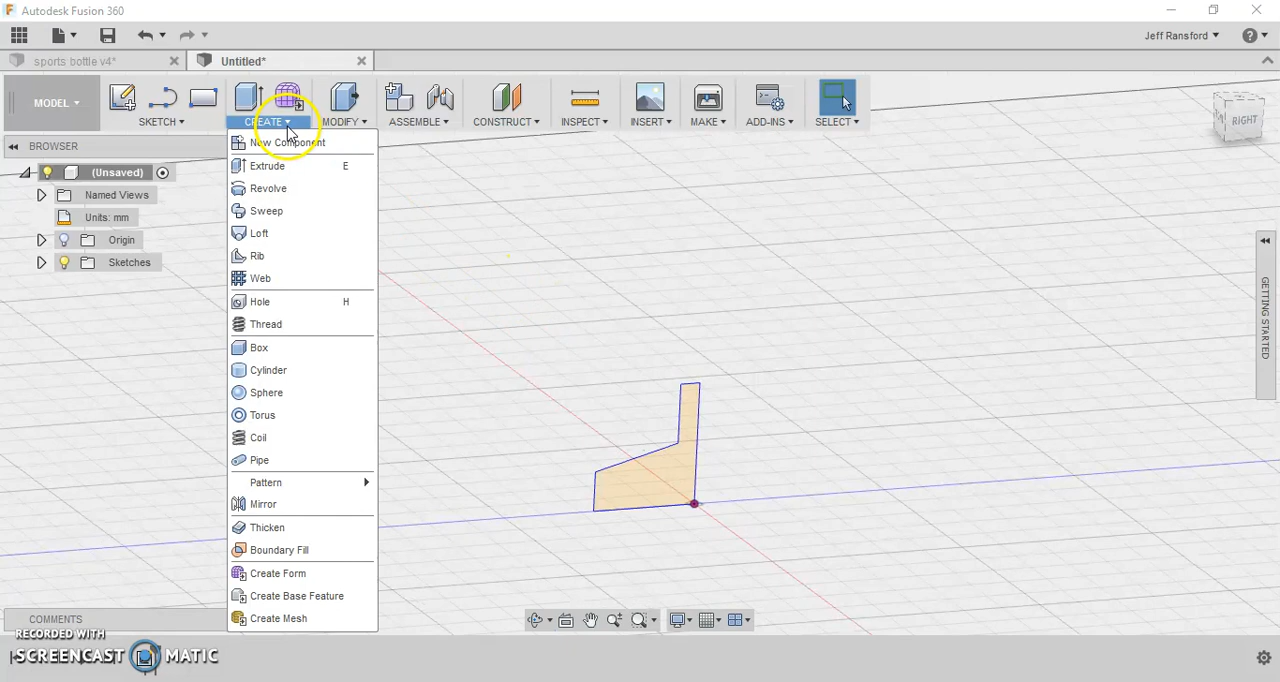 Autodesk Fusion 360
Jeff Ransford
sports bottle v4*
Untitled*
MODEL
SKETCH
CREATE
MODIFY
ASSEMBLE
CONSTRUCT
INSPECT
INSERT
MAKE
ADD-INS
SELECT
RIGHT
BROWSER
(Unsaved)
Named Views
Units: mm
Origin
Sketches
New Component
Extrude E
Revolve
Sweep
Loft
Rib
Web
Hole H
Thread
Box
Cylinder
Sphere
Torus
Coil
Pipe
Pattern
Mirror
Thicken
Boundary Fill
Create Form
Create Base Feature
Create Mesh
GETTING STARTED
COMMENTS
RECORDED WITH
SCREENCAST MATIC